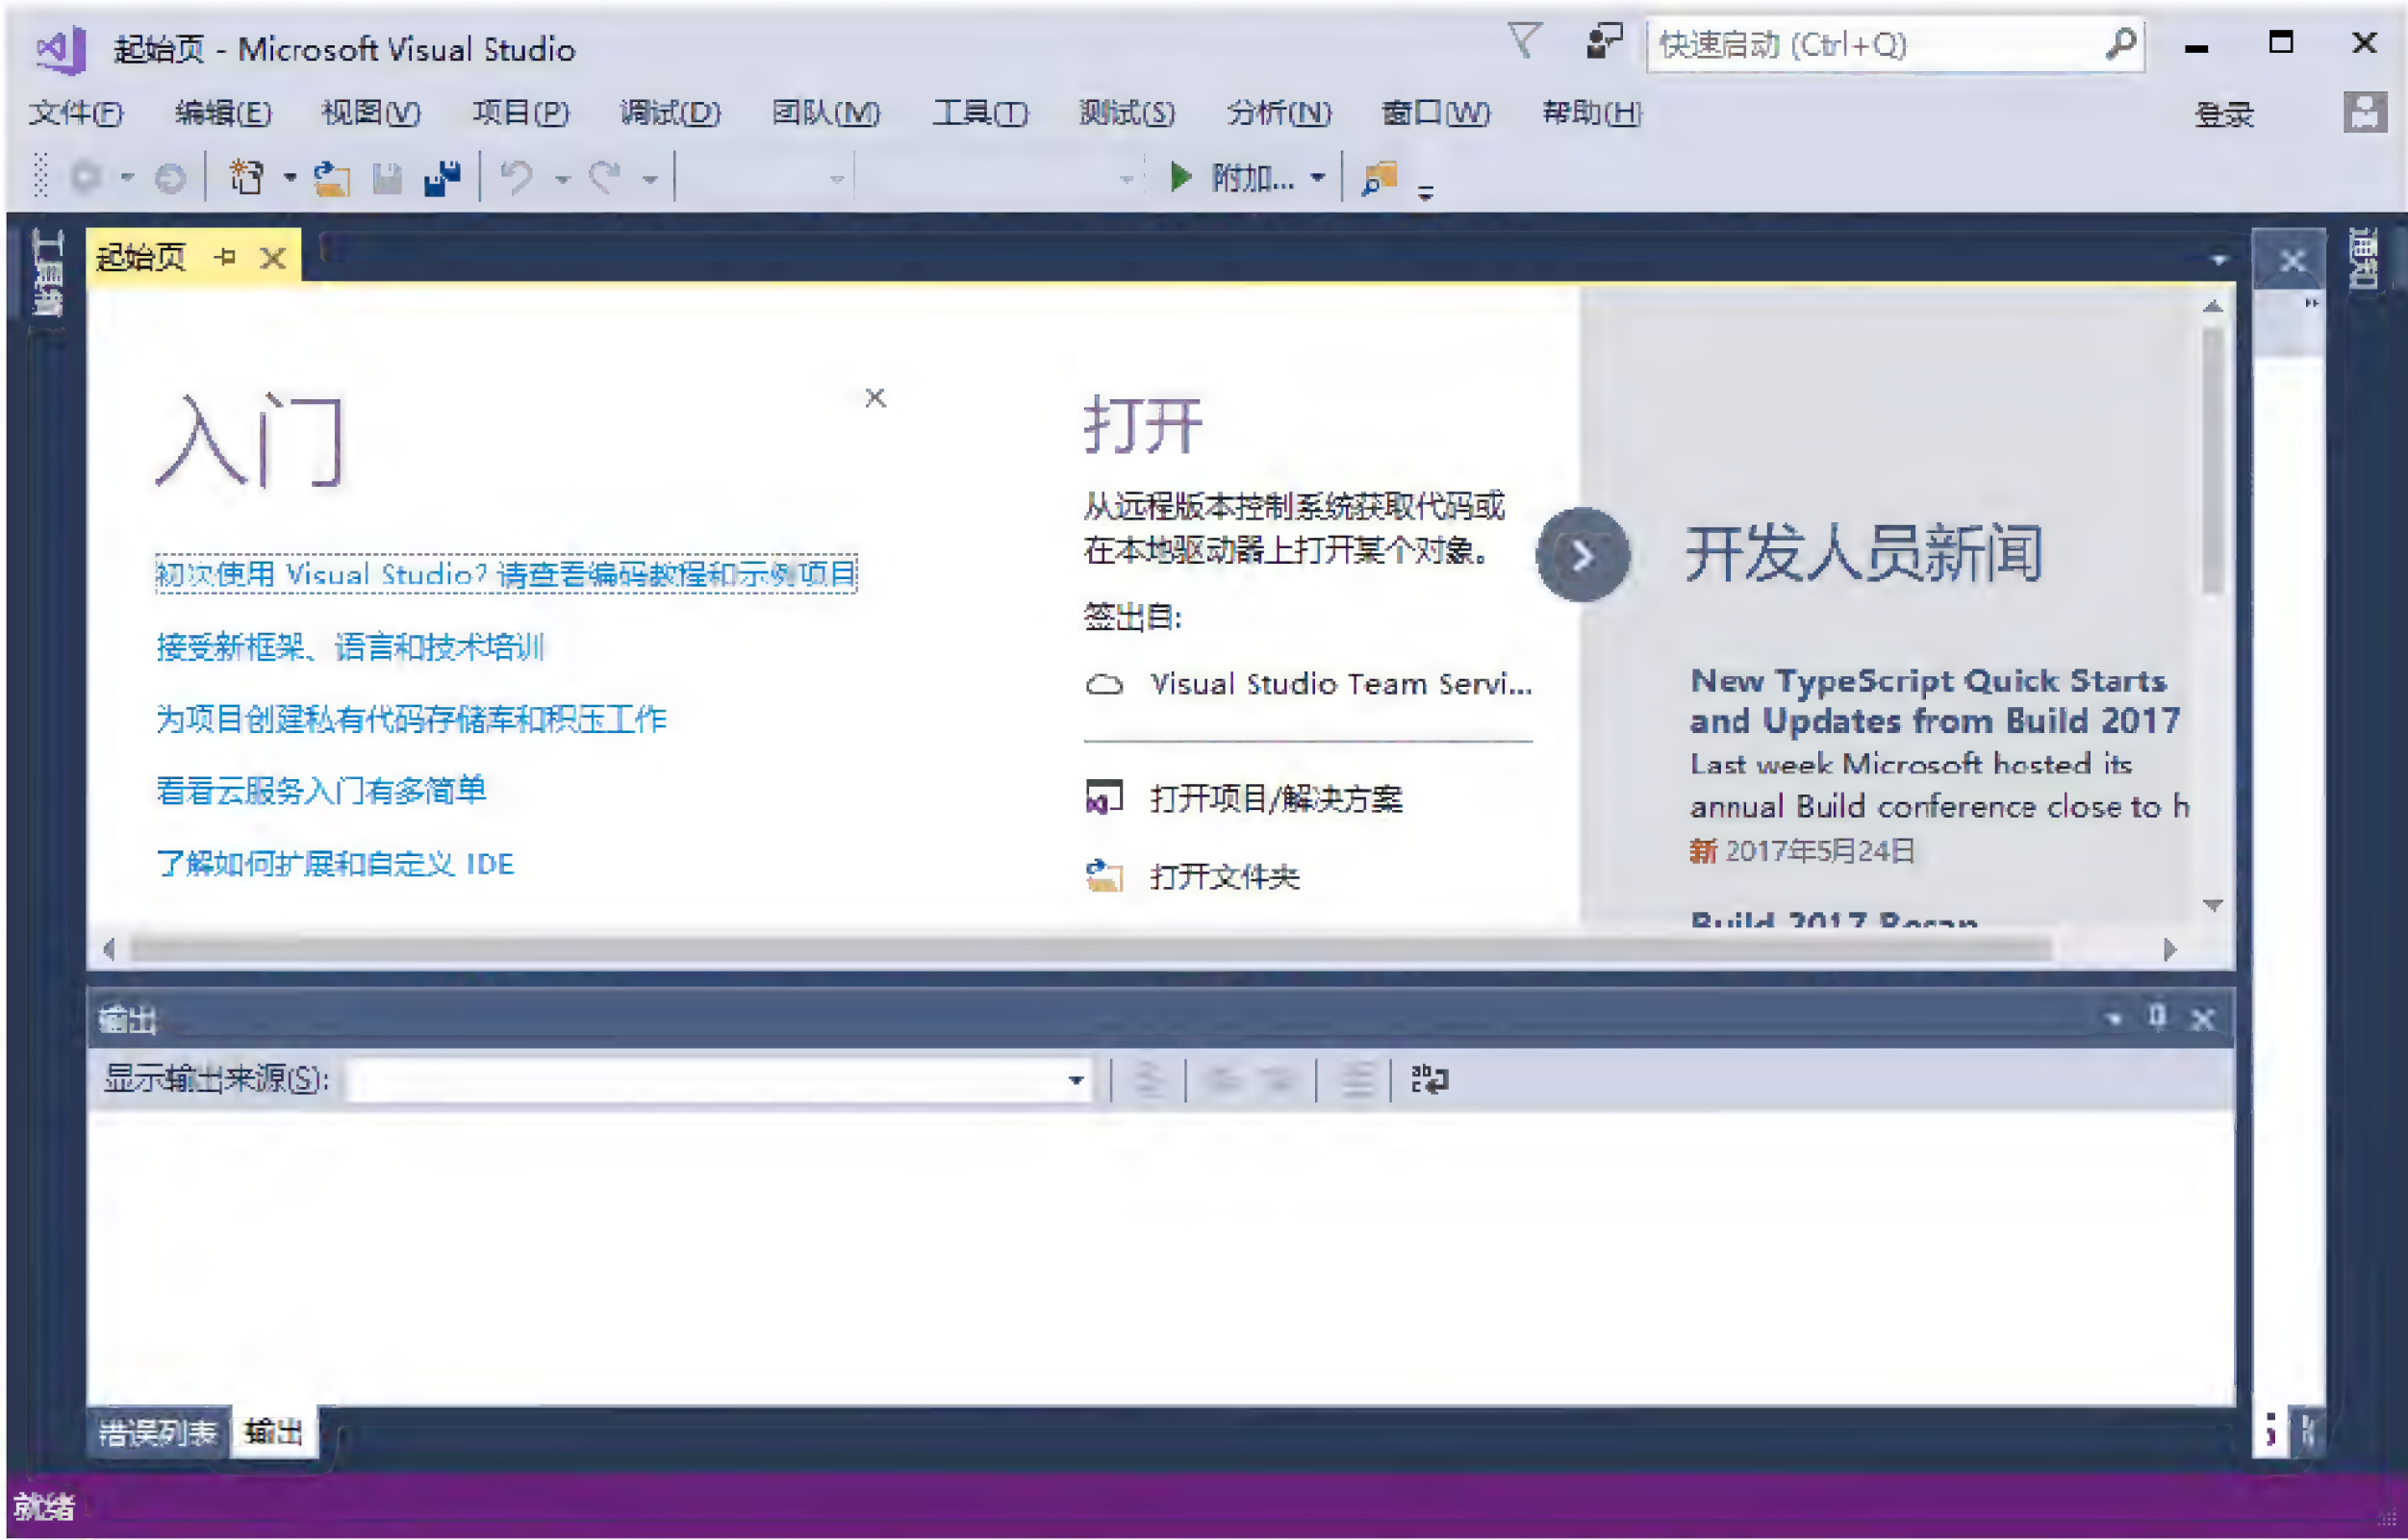 起始页 - Microsoft Visual Studio
快速启动 (Ctrl+Q)
文件(F) 编辑(E) 视图(V) 项目(P) 调试(D) 团队(M) 工具(T) 测试(S) 分析(N) 窗口(W) 帮助(H) 登录
附加...
工具箱
起始页
通知
入门
初次使用 Visual Studio? 请查看编码教程和示例项目
接受新框架、语言和技术培训
为项目创建私有代码存储库和积压工作
看看云服务入门有多简单
了解如何扩展和自定义 IDE
打开
从远程版本控制系统获取代码或
在本地驱动器上打开某个对象。
签出自:
Visual Studio Team Servi...
打开项目/解决方案
打开文件夹
开发人员新闻
New TypeScript Quick Starts
and Updates from Build 2017
Last week Microsoft hosted its
annual Build conference close to h
新 2017年5月24日
Build 2017 Recap
输出
显示输出来源(S):
错误列表 输出
就绪